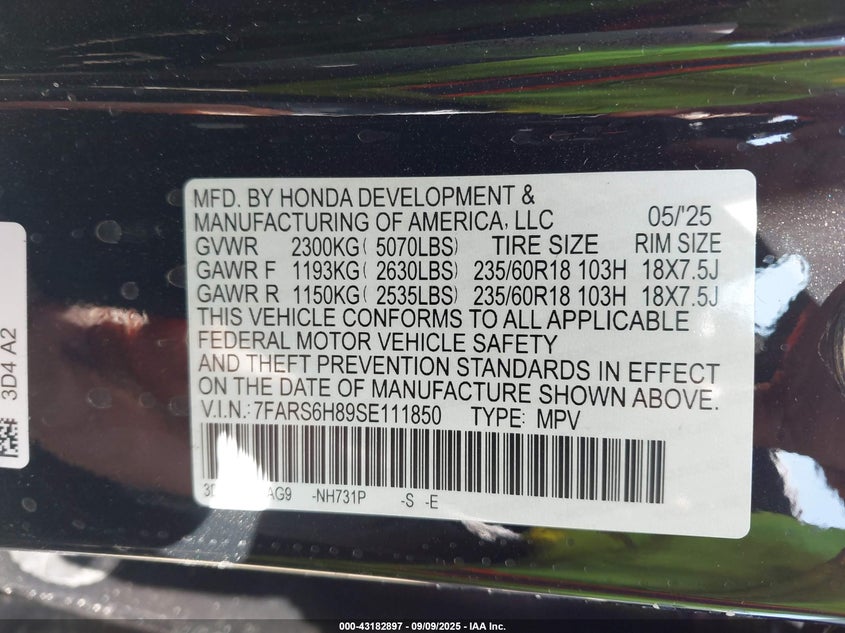 MFD. BY HONDA DEVELOPMENT &
MANUFACTURING OF AMERICA, LLC 05/'25
GVWR 2300KG( 5070LBS) TIRE SIZE RIM SIZE
GAWR F 1193KG( 2630LBS) 235/60R18 103H 18X7.5J
GAWR R 1150KG( 2535LBS) 235/60R18 103H 18X7.5J
THIS VEHICLE CONFORMS TO ALL APPLICABLE
FEDERAL MOTOR VEHICLE SAFETY
AND THEFT PREVENTION STANDARDS IN EFFECT
ON THE DATE OF MANUFACTURE SHOWN ABOVE.
V.I.N.: 7FARS6H89SE111850 TYPE: MPV
-NH731P -S -E
3D4 A2
000-43182897 - 09/09/2025 - IAA Inc.